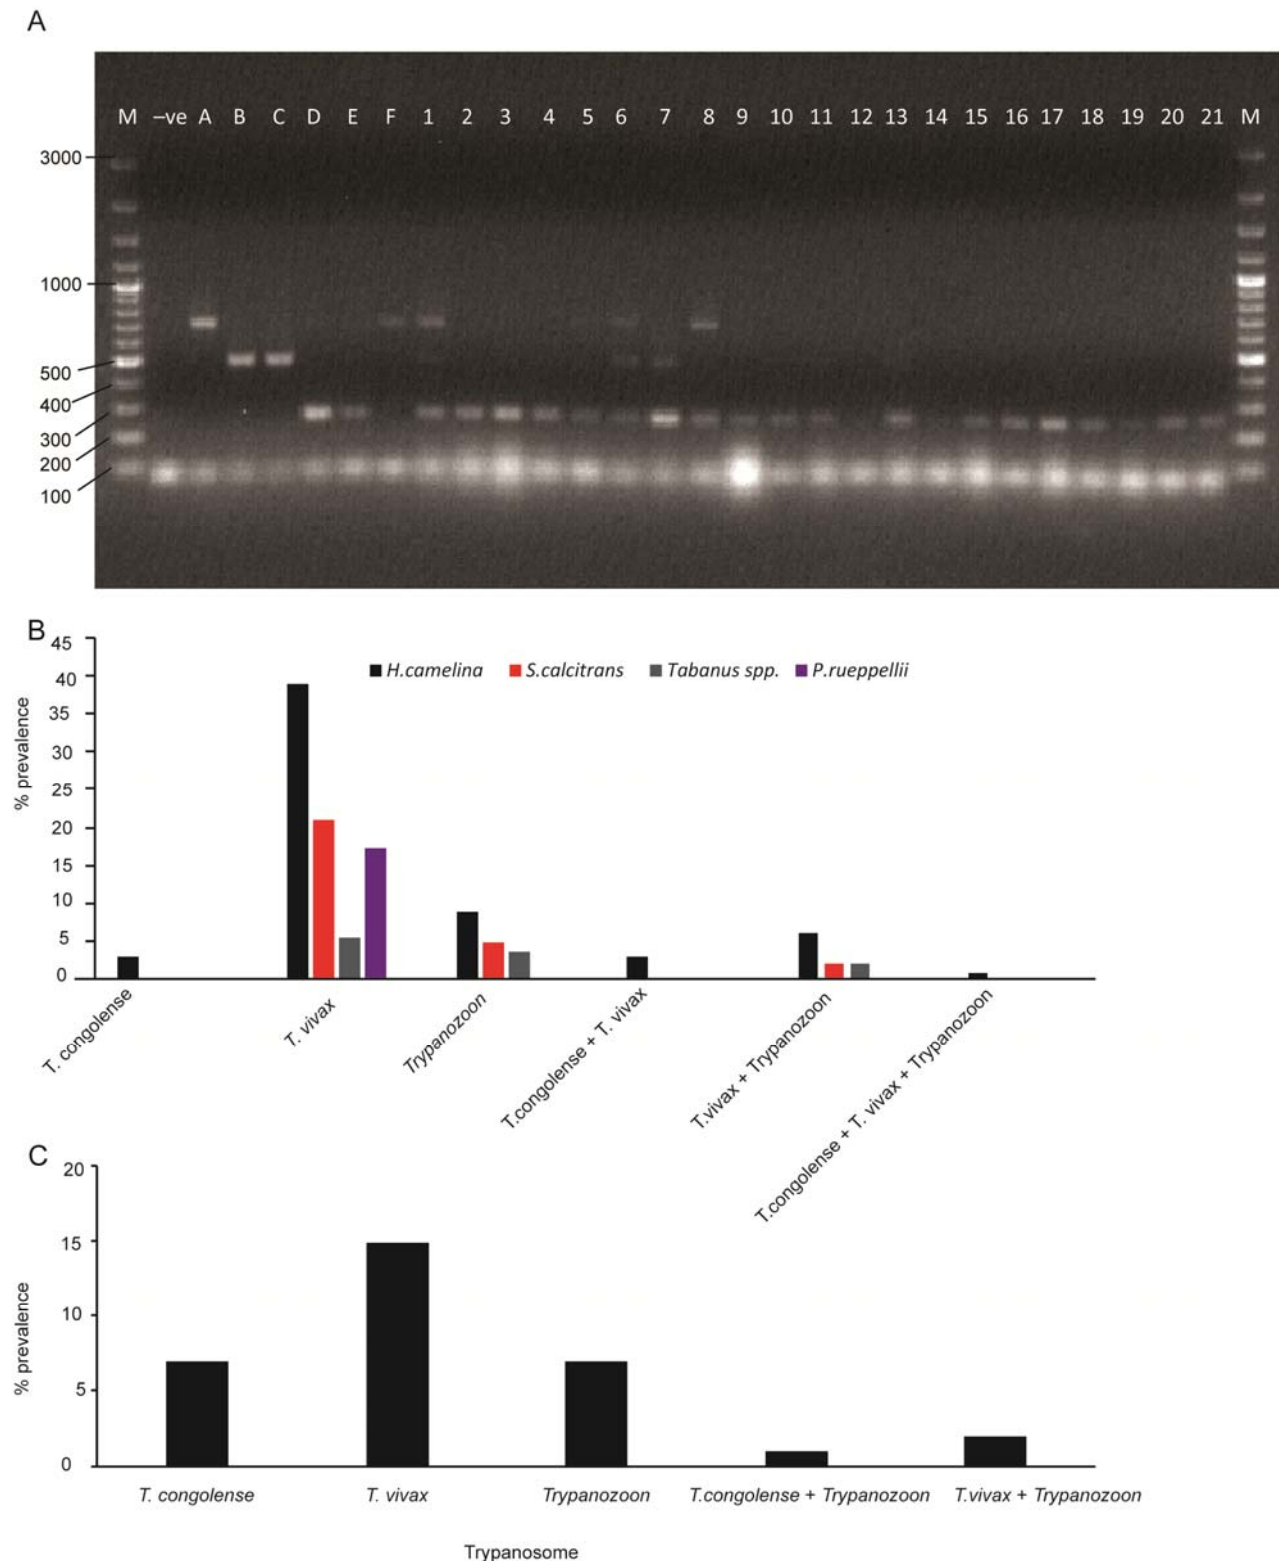 A
M –ve A B C D E F 1 2 3 4 5 6 7 8 9 10 11 12 13 14 15 16 17 18 19 20 21 M
3000
1000
500
400
300
200
100
B
45
40
35
30
25
20
15
10
5
0
% prevalence
H.camelina S.calcitrans Tabanus spp. P.rueppellii
T. congolense
T. vivax
Trypanozoon
T.congolense + T. vivax
T.vivax + Trypanozoon
T.congolense + T. vivax + Trypanozoon
C
20
15
10
5
0
% prevalence
T. congolense T. vivax Trypanozoon T.congolense + Trypanozoon T.vivax + Trypanozoon
Trypanosome